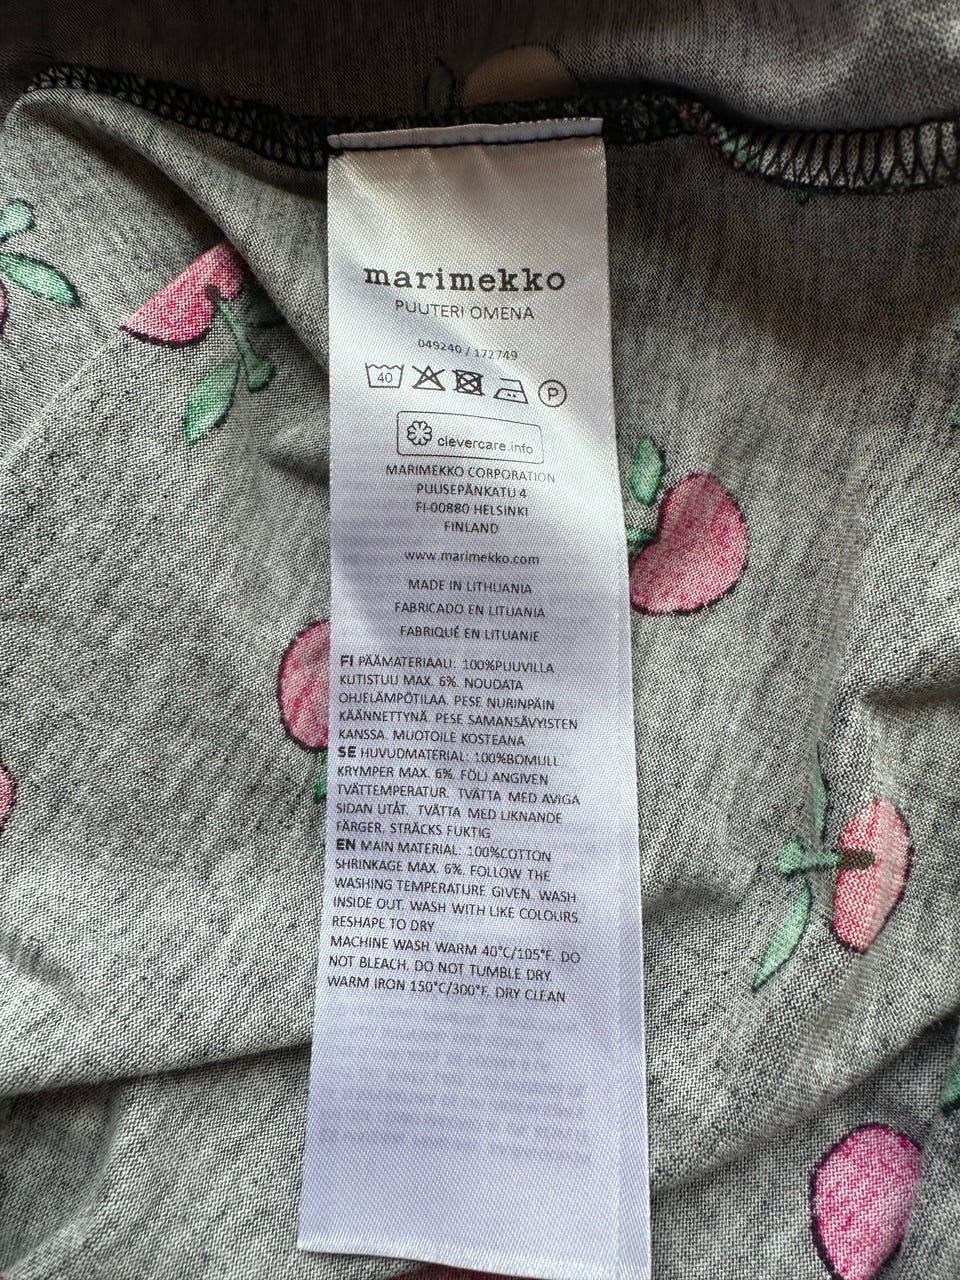 marimekko
PUUTERI OMENA
049240 / 172749
40 P
clevercare.info
MARIMEKKO CORPORATION
PUUSEPÄNKATU 4
FI-00880 HELSINKI
FINLAND
www.marimekko.com
MADE IN LITHUANIA
FABRICADO EN LITUANIA
FABRIQUÉ EN LITUANIE
FI PÄÄMATERIAALI: 100%PUUVILLA
KUTISTUU MAX. 6%. NOUDATA
OHJELÄMPÖTILAA. PESE NURINPÄIN
KÄÄNNETTYNÄ. PESE SAMANSÄVYISTEN
KANSSA. MUOTOILE KOSTEANA
SE HUVUDMATERIAL: 100%BOMULL
KRYMPER MAX. 6%. FÖLJ ANGIVEN
TVÄTTEMPERATUR. TVÄTTA MED AVIGA
SIDAN UTÅT. TVÄTTA MED LIKNANDE
FÄRGER. STRÄCKS FUKTIG
EN MAIN MATERIAL: 100%COTTON
SHRINKAGE MAX. 6%. FOLLOW THE
WASHING TEMPERATURE GIVEN. WASH
INSIDE OUT. WASH WITH LIKE COLOURS.
RESHAPE TO DRY
MACHINE WASH WARM 40°C/105°F. DO
NOT BLEACH. DO NOT TUMBLE DRY.
WARM IRON 150°C/300°F. DRY CLEAN